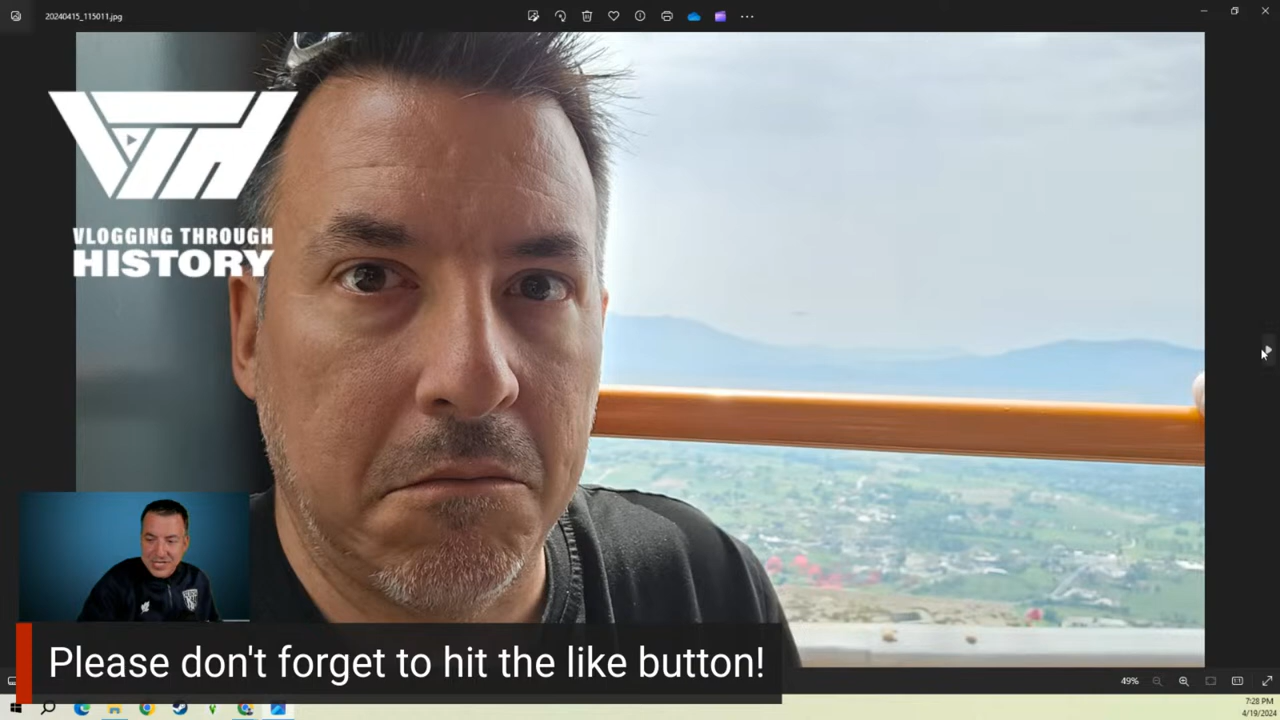 20240415_115011.jpg
VTH
VLOGGING THROUGH
HISTORY
Please don't forget to hit the like button!
49%
7:28 PM
4/19/2024